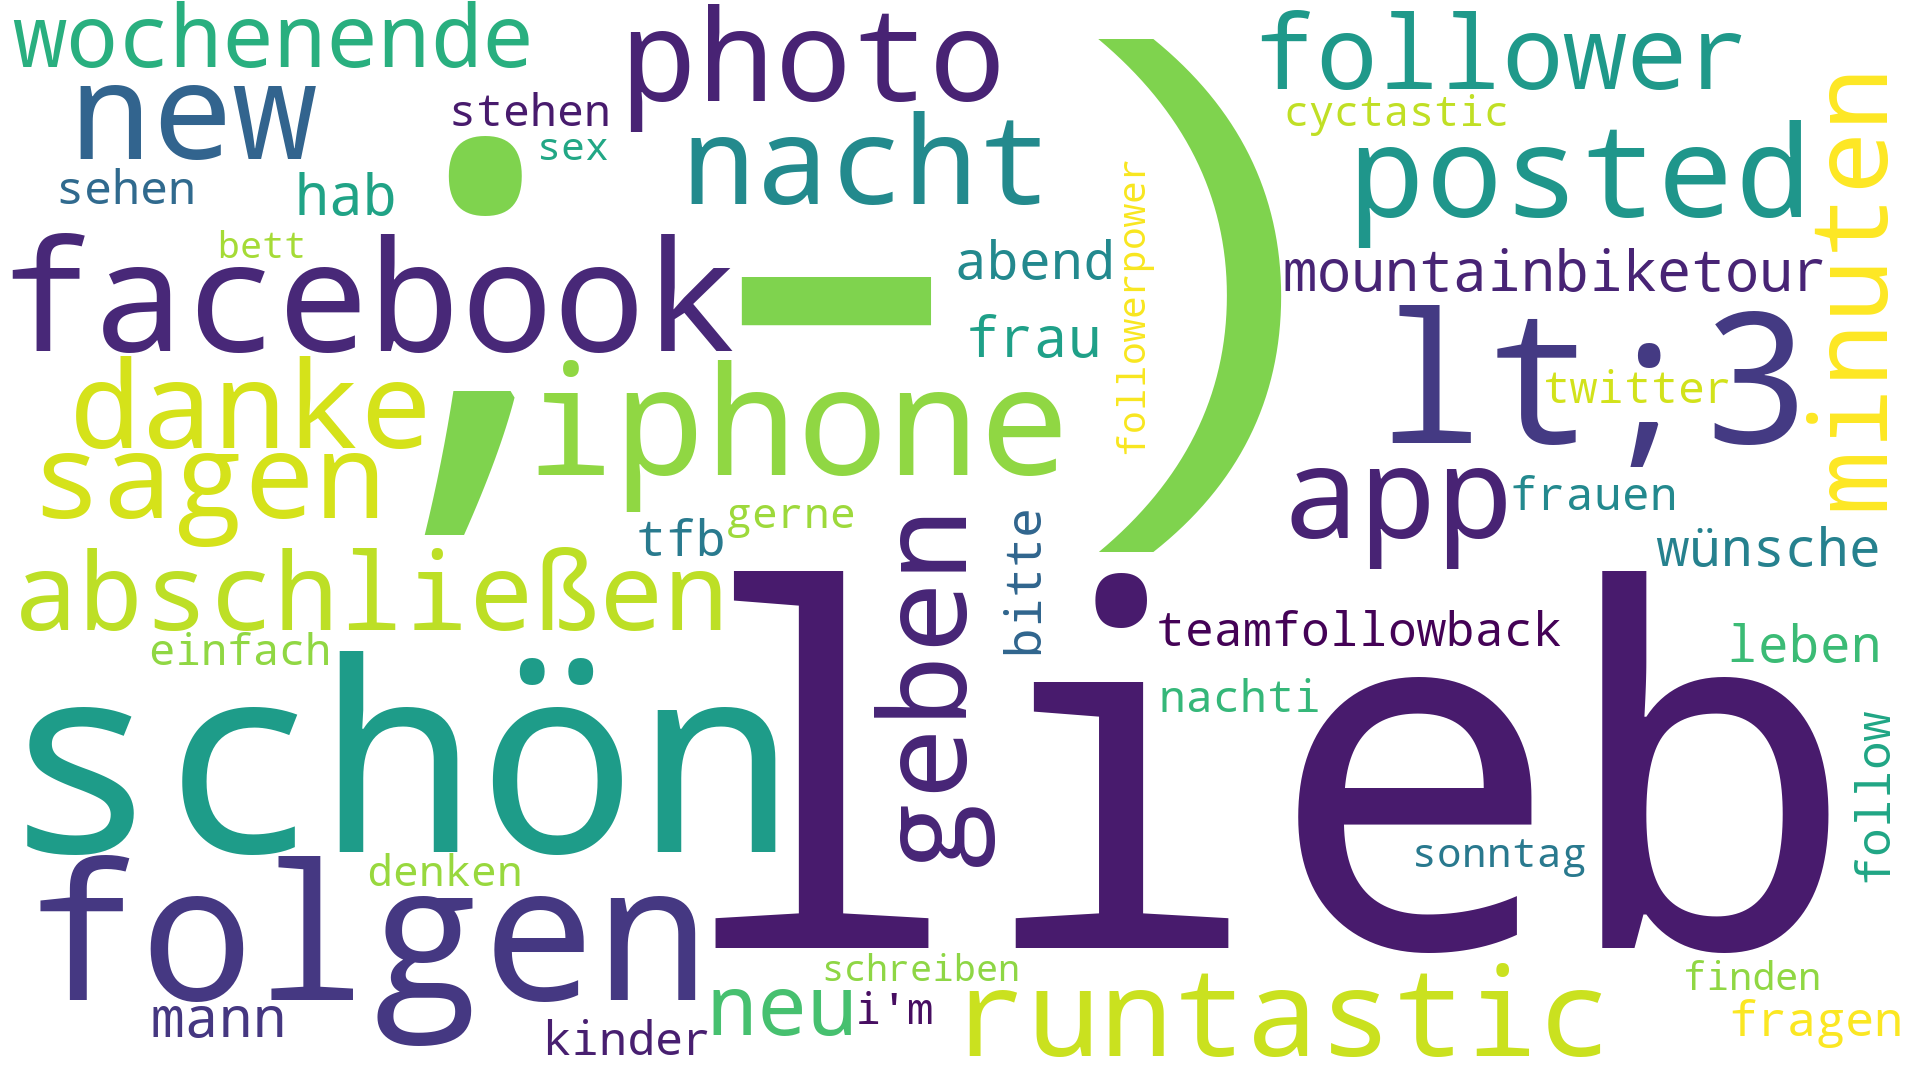 wochenende
photo
follower
new
stehen
cyctastic
sex
nacht
posted
minuten
sehen
hab
;-)
bett
facebook
abend
followerpower
mountainbiketour
frau
lt;3
danke
iphone
twitter
sagen
app
frauen
tfb
gerne
geben
bitte
wünsche
abschließen
einfach
teamfollowback
leben
schön
lieb
nachti
follow
folgen
denken
sonntag
schreiben
finden
mann
kinder
neu
i'm
runtastic
fragen